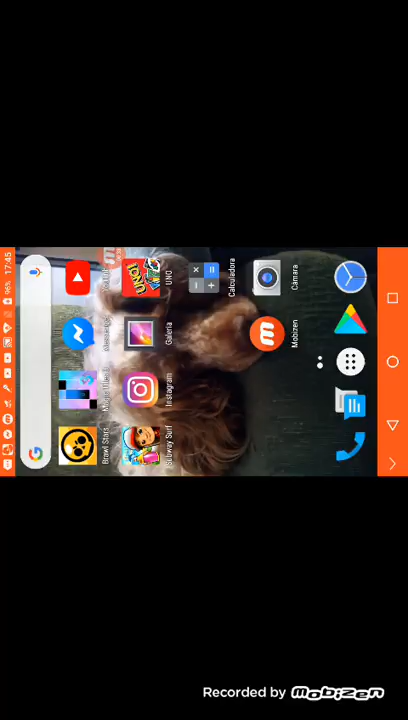 96% 17:45
Brawl Stars
Messenger
YouTube
Subway Surf
Instagram
Galeria
UNO
Calculadora
Mobizen
Câmara
Recorded by Mobizen